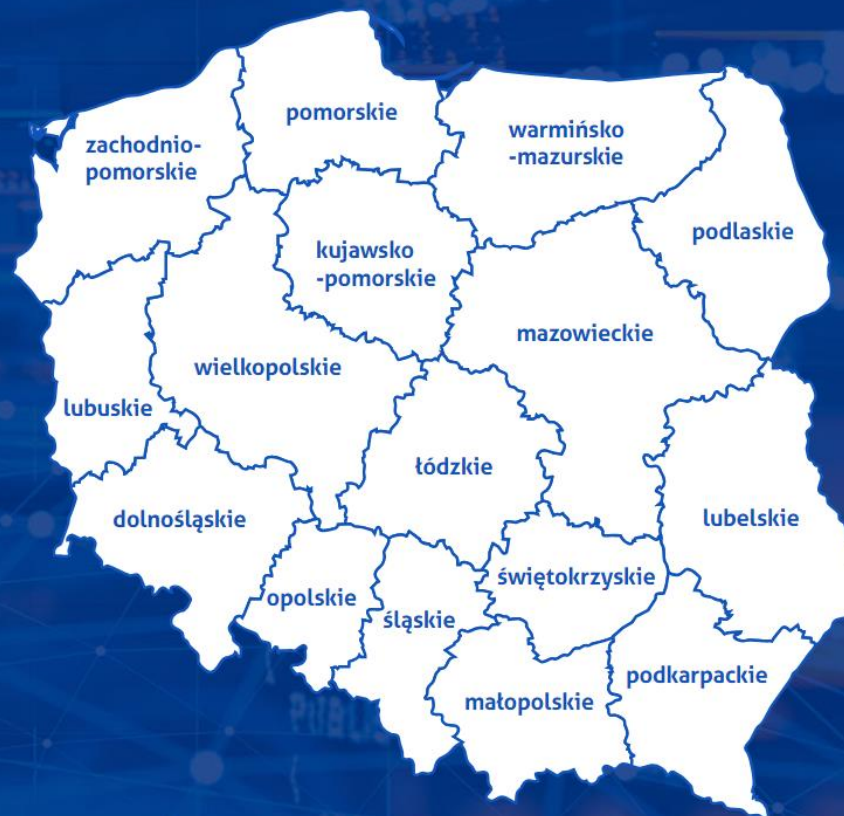 pomorskie
warmińsko
-mazurskie
zachodnio-
pomorskie
podlaskie
kujawsko
-pomorskie
mazowieckie
wielkopolskie
lubuskie
łódzkie
dolnośląskie
lubelskie
świętokrzyskie
opolskie
śląskie
podkarpackie
małopolskie